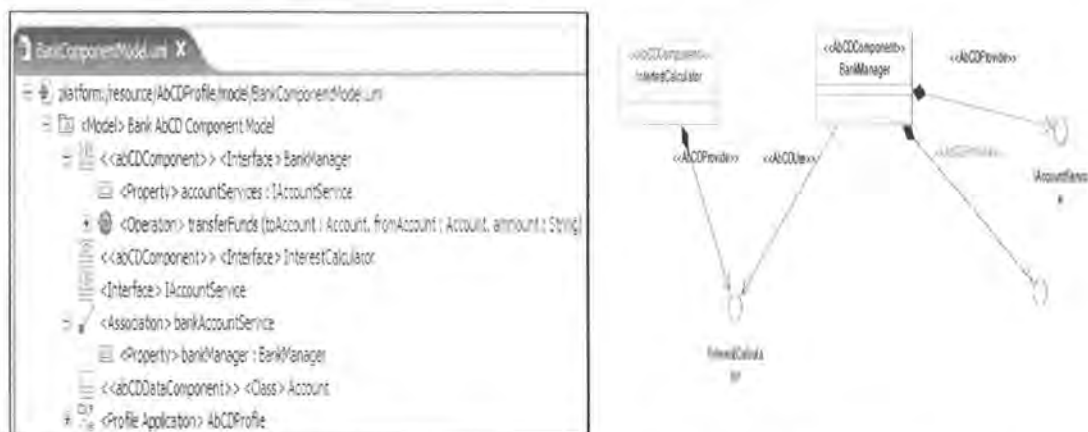 BankComponentModel.uml X
platform:/resource/AbCDProfile/model/BankComponentModel.uml
<Model> Bank AbCD Component Model
<<abCDComponent>> <Interface> BankManager
<Property> accountServices : IAccountService
<Operation> transferFunds (toAccount : Account, fromAccount : Account, ammount : String)
<<abCDComponent>> <Interface> InterestCalculator
<Interface> IAccountService
<Association> bankAccountService
<Property> bankManager : BankManager
<<abCDDataComponent>> <Class> Account
<Profile Application> AbCDProfile
<<AbCDComponent>>
InterestCalculator
<<AbCDComponent>>
BankManager
<<AbCDProvide>>
<<AbCDProvide>>
<<AbCDUse>>
<<AbCDProvide>>
IAccountServic
e